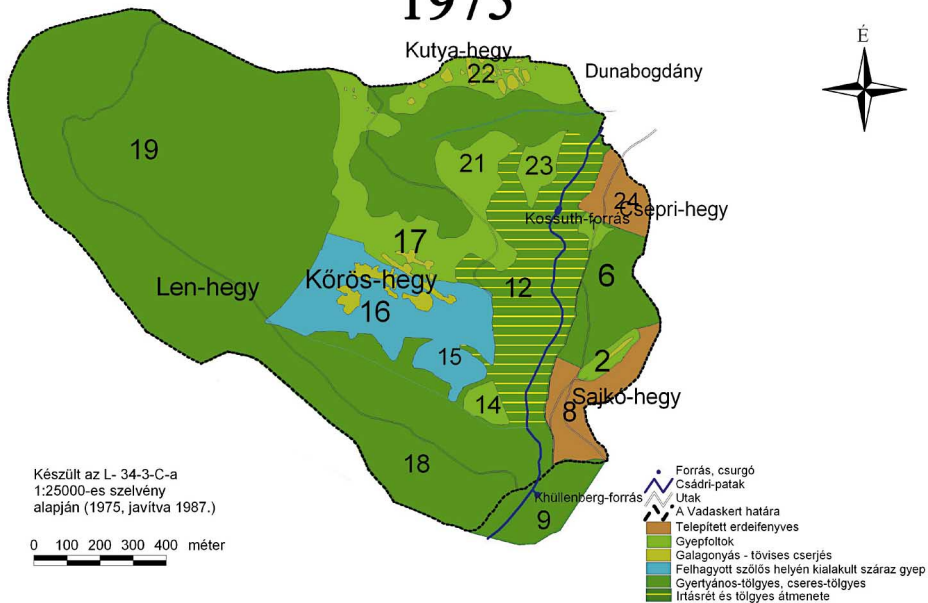 1975
É
Kutya-hegy
22
Dunabogdány
19
21
23
24
Csepri-hegy
Kossuth-forrás
17
6
Len-hegy
Kőrös-hegy
12
16
15
2
14
8
Sajkó-hegy
18
Khüllenberg-forrás
9
Készült az L- 34-3-C-a
1:25000-es szelvény
alapján (1975, javítva 1987.)
0 100 200 300 400 méter
Forrás, csurgó
Csádri-patak
Utak
A Vadaskert határa
Telepített erdeifenyves
Gyepfoltok
Galagonyás - tövises cserjés
Felhagyott szőlős helyén kialakult száraz gyep
Gyertyános-tölgyes, cseres-tölgyes
Irtásrét és tölgyes átmenete